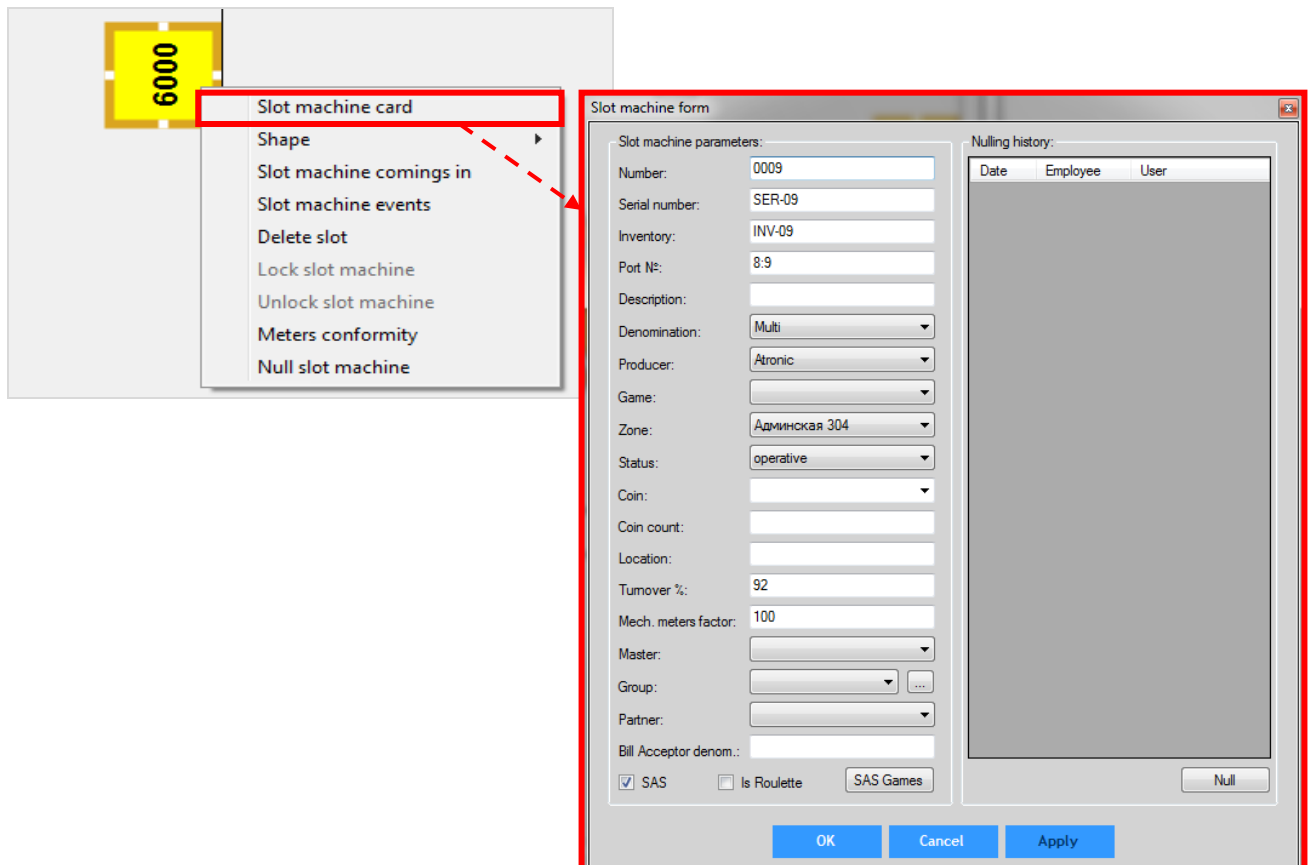 0009
Slot machine card
Shape
Slot machine comings in
Slot machine events
Delete slot
Lock slot machine
Unlock slot machine
Meters conformity
Null slot machine
Slot machine form
Slot machine parameters:
Number: 0009
Serial number: SER-09
Inventory: INV-09
Port №: 8:9
Description:
Denomination: Multi
Producer: Atronic
Game:
Zone: Админская 304
Status: operative
Coin:
Coin count:
Location:
Turnover %: 92
Mech. meters factor: 100
Master:
Group: ...
Partner:
Bill Acceptor denom.:
SAS Is Roulette SAS Games
Nulling history:
Date Employee User
Null
OK Cancel Apply